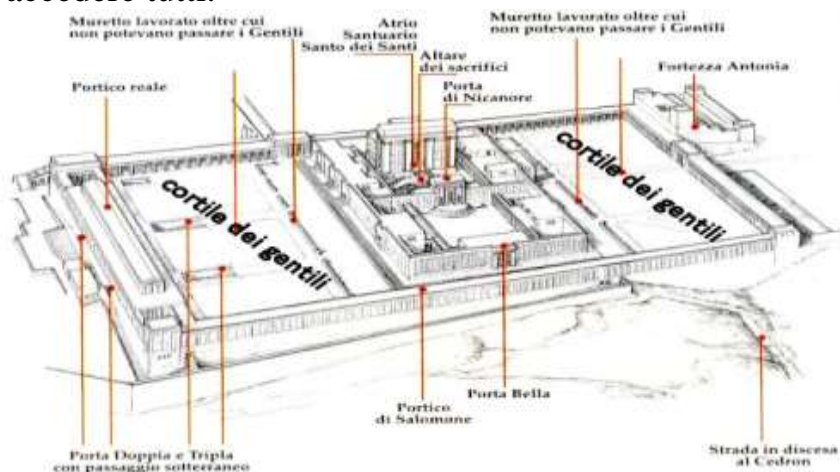 accedere tutti.
Muretto lavorato oltre cui
non potevano passare i Gentili
Atrio
Santuario
Santo dei Santi
Altare
dei sacrifici
Porta
di Nicanore
Muretto lavorato oltre cui
non potevano passare i Gentili
Fortezza Antonia
Portico reale
cortile dei gentili
cortile dei gentili
Porta Bella
Portico
di Salomone
Porta Doppia e Tripla
con passaggio sotterraneo
Strada in discesa
al Cedron